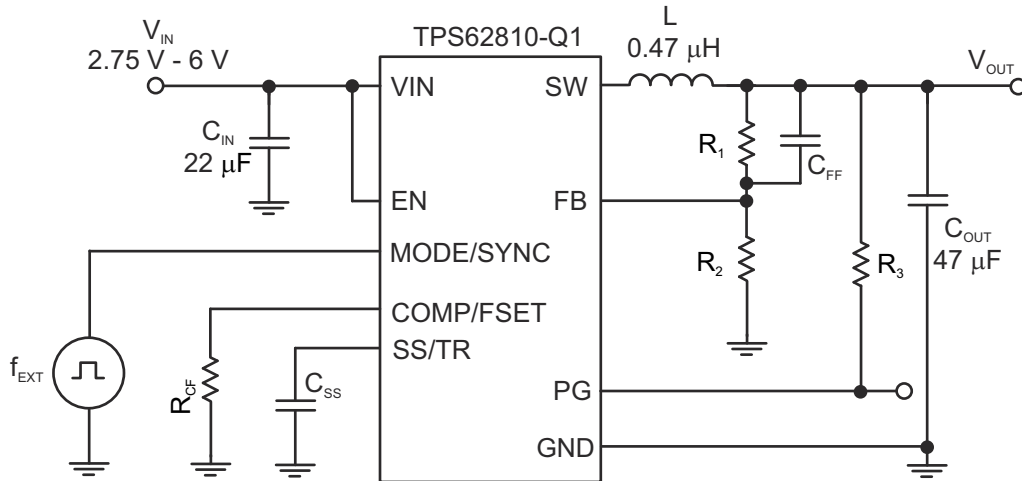 V_IN
2.75 V - 6 V
TPS62810-Q1
L
0.47 μH
V_OUT
VIN
SW
C_IN
22 μF
R_1
C_FF
EN
FB
MODE/SYNC
R_2
R_3
C_OUT
47 μF
COMP/FSET
SS/TR
f_EXT
R_CF
C_SS
PG
GND